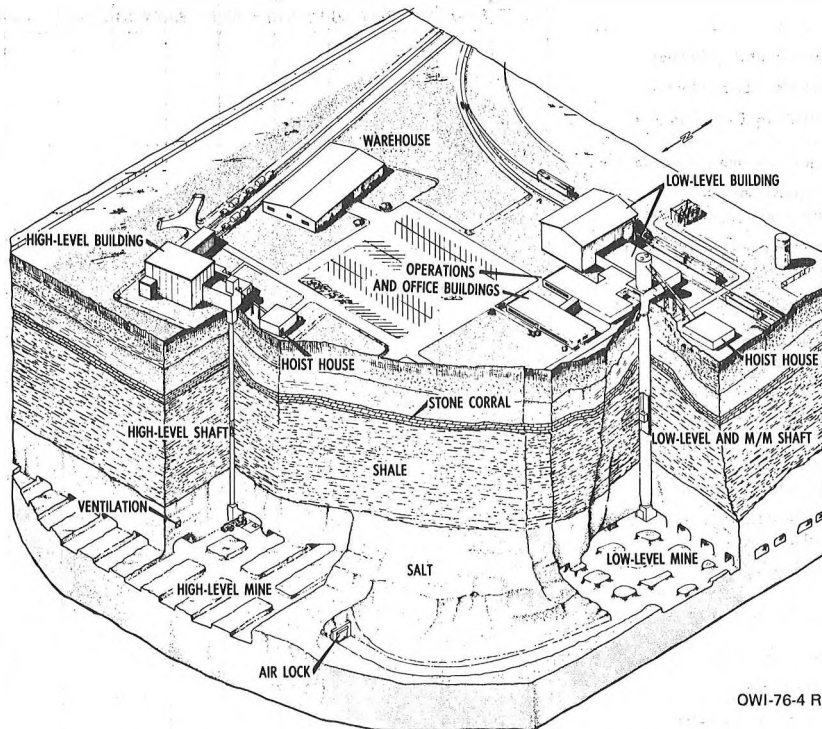 WAREHOUSE
LOW-LEVEL BUILDING
HIGH-LEVEL BUILDING
OPERATIONS
AND OFFICE BUILDINGS
HOIST HOUSE
HOIST HOUSE
STONE CORRAL
HIGH-LEVEL SHAFT
LOW-LEVEL AND M/M SHAFT
SHALE
VENTILATION
SALT
LOW-LEVEL MINE
HIGH-LEVEL MINE
AIR LOCK
OWI-76-4 R